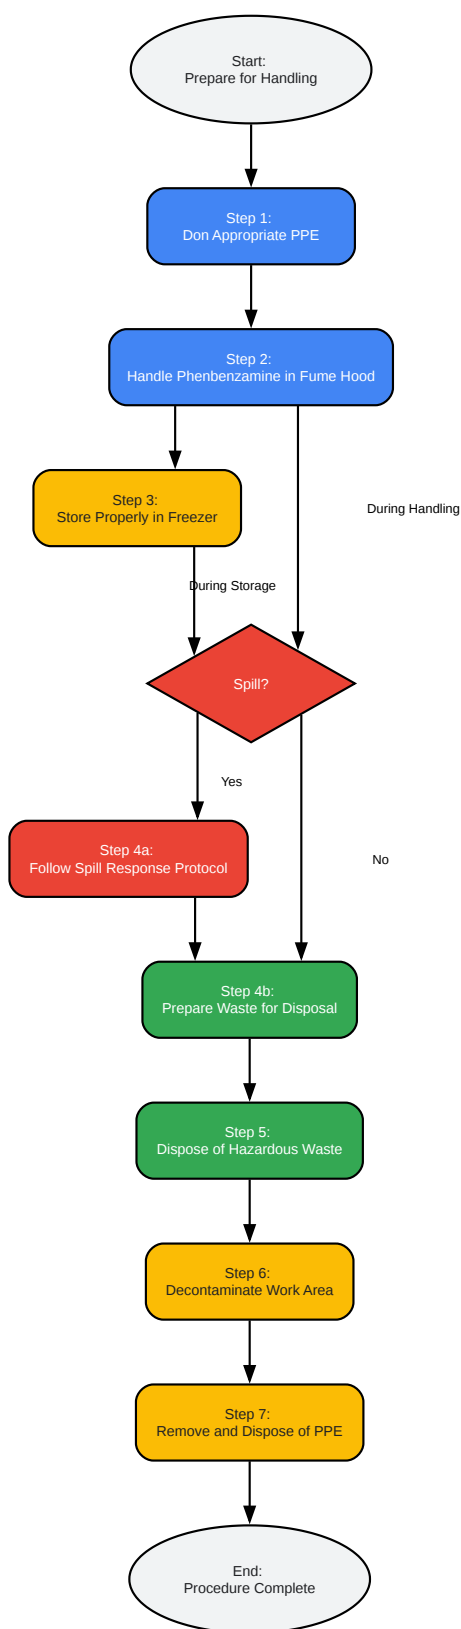 Start:
Prepare for Handling
Step 1:
Don Appropriate PPE
Step 2:
Handle Phenbenzamine in Fume Hood
Step 3:
Store Properly in Freezer
During Handling
During Storage
Spill?
Yes
Step 4a:
Follow Spill Response Protocol
No
Step 4b:
Prepare Waste for Disposal
Step 5:
Dispose of Hazardous Waste
Step 6:
Decontaminate Work Area
Step 7:
Remove and Dispose of PPE
End:
Procedure Complete